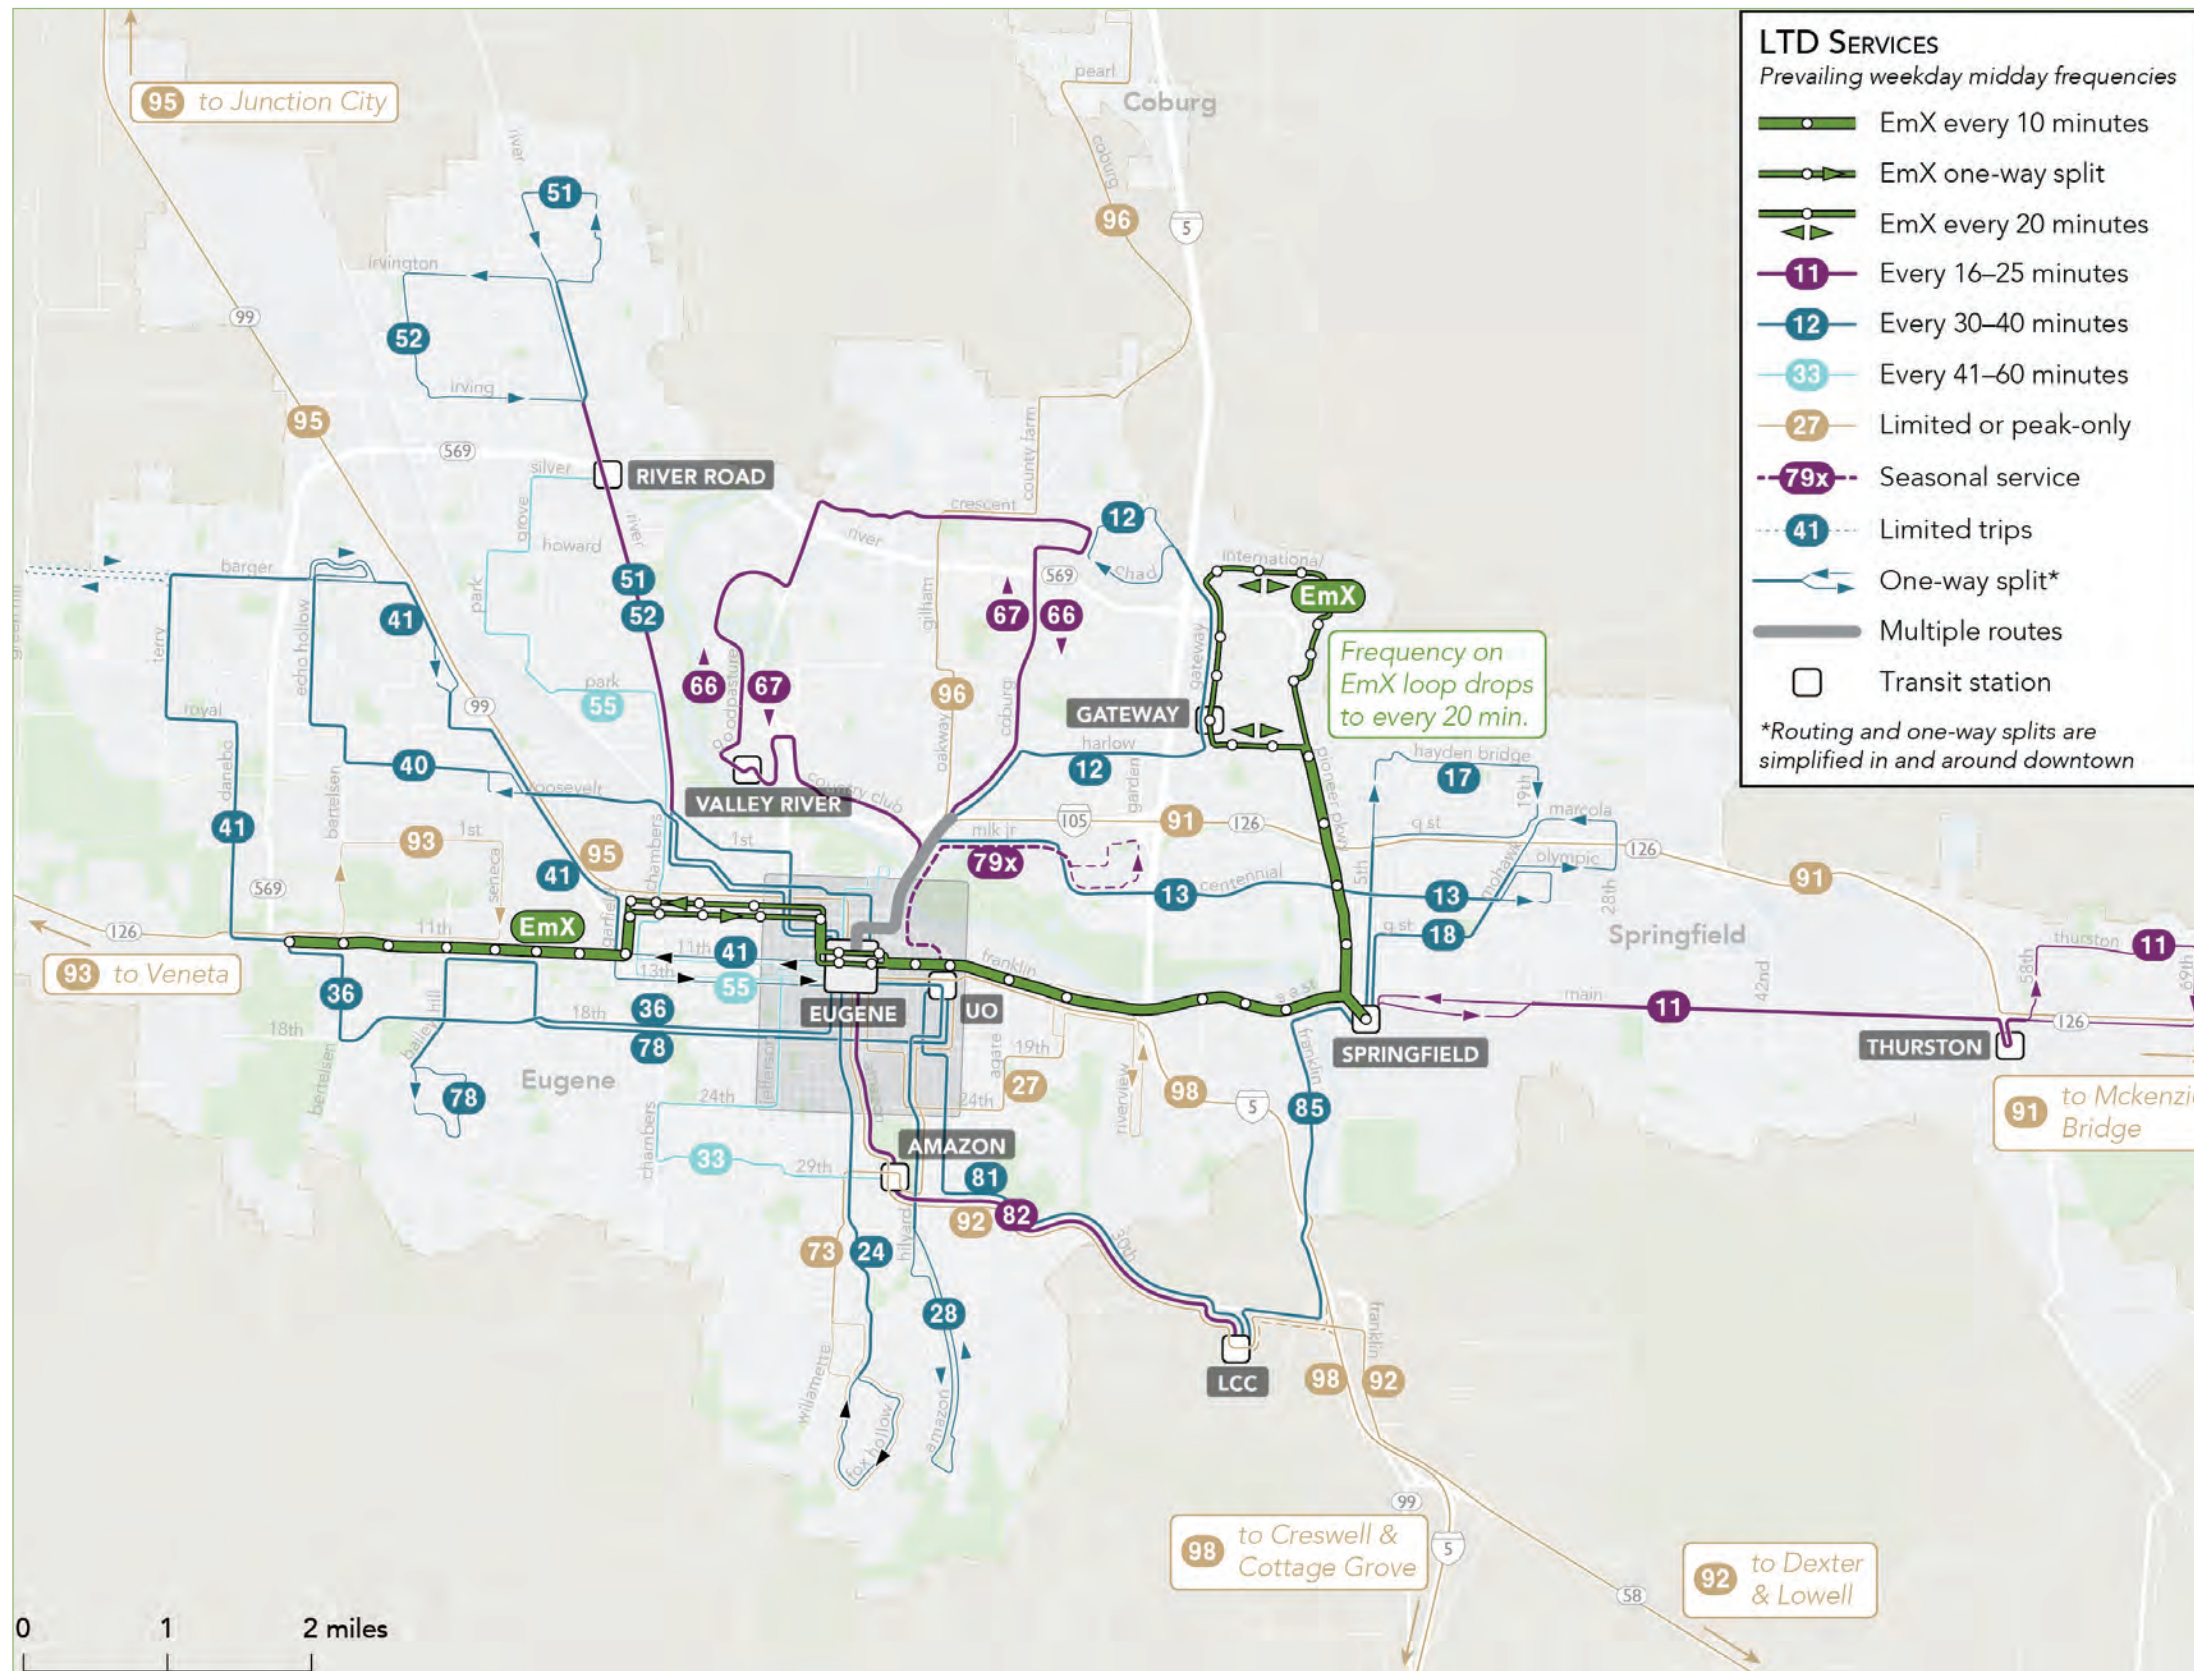 LTD SERVICES
Prevailing weekday midday frequencies
EmX every 10 minutes
EmX one-way split
EmX every 20 minutes
11 Every 16–25 minutes
12 Every 30–40 minutes
33 Every 41–60 minutes
27 Limited or peak-only
79x Seasonal service
41 Limited trips
One-way split*
Multiple routes
Transit station
*Routing and one-way splits are
simplified in and around downtown
95 to Junction City
pearl
Coburg
coburg
river
51
96
5
irvington
99
52
irving
95
569
silver
RIVER ROAD
county farm
crescent
12
grove
river
howard
river
international
barger
51
569
Chad
EmX
park
41
52
gilham
67
66
green hill
terry
echo hollow
gateway
Frequency on
EmX loop drops
to every 20 min.
park
66
67
goodpasture
96
coburg
55
99
GATEWAY
royal
danebo
oakway
harlow
pioneer pkwy
hayden bridge
40
12
17
bertelsen
roosevelt
VALLEY RIVER
country club
garden
19th
marcola
41
1st
93
chambers
1st
105
91
126
q st
mlk jr
126
95
79x
5th
mohawk
olympic
seneca
41
13
centennial
13
28th
91
569
garfield
EmX
126
11th
11th
41
franklin
g st
18
Springfield
thurston
11
93 to Veneta
13th
55
58th
69th
36
s a st
main
42nd
36
EUGENE
UO
11
18th
18th
126
bailey hill
78
19th
franklin
SPRINGFIELD
THURSTON
bertelsen
Eugene
jefferson
agate
27
78
24th
24th
riverview
98
5
85
91 to Mckenzi
Bridge
chambers
AMAZON
33
29th
81
92
82
73
24
hilyard
30th
28
franklin
willamette
LCC
98
92
fox hollow
amazon
99
98 to Creswell &
Cottage Grove
5
92 to Dexter
& Lowell
58
0 1 2 miles